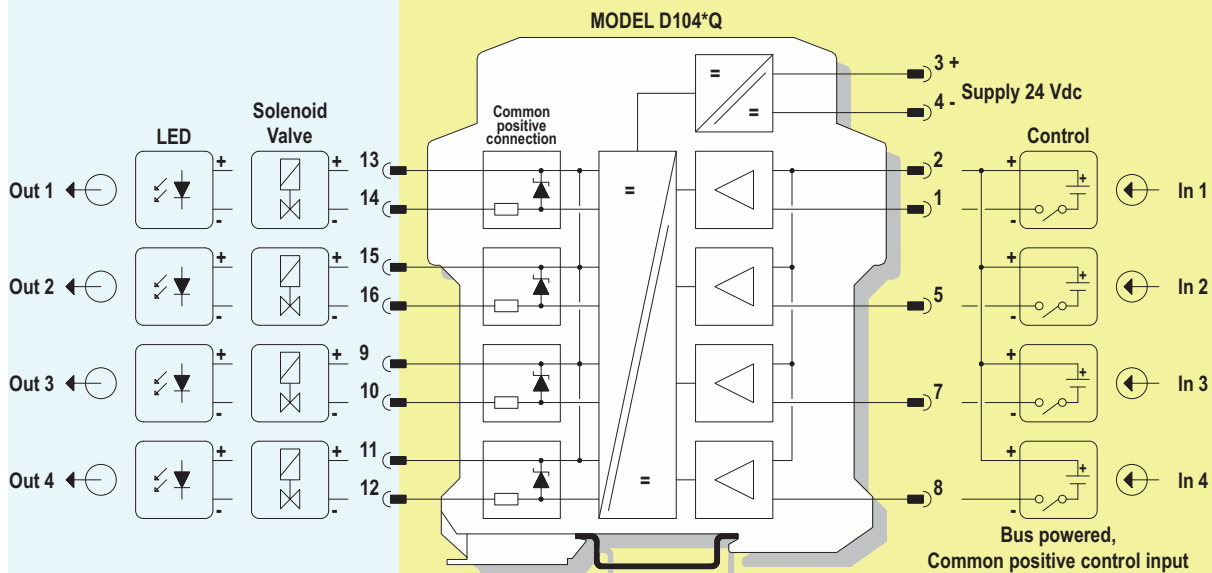 MODEL D104*Q
3 +
4 -
Supply 24 Vdc
Common
positive
connection
Solenoid
Valve
LED
Control
Out 1
+
-
+
-
13
14
2
1
+
-
+
In 1
Out 2
+
-
+
-
15
16
5
+
-
+
In 2
Out 3
+
-
+
-
9
10
7
+
-
+
In 3
Out 4
+
-
+
-
11
12
8
+
-
+
In 4
Bus powered,
Common positive control input